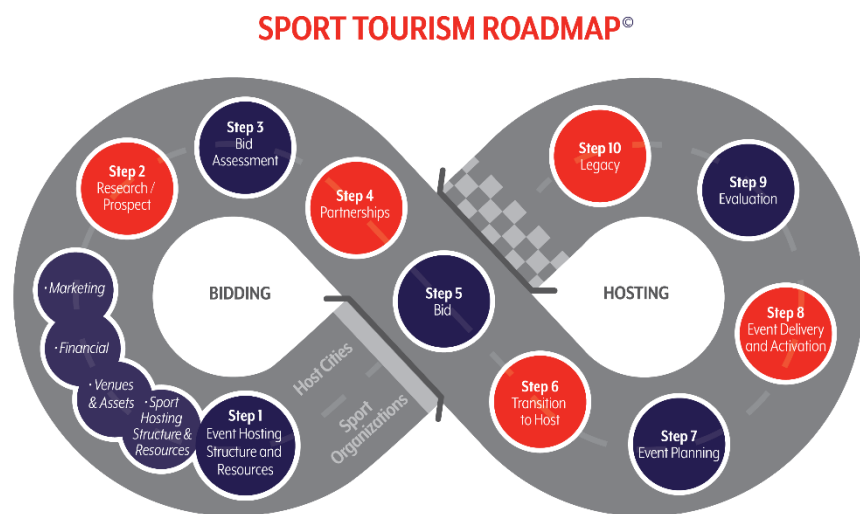 SPORT TOURISM ROADMAP©
Step 3
Bid
Assessment
Step 2
Research /
Prospect
Step 4
Partnerships
Step 10
Legacy
Step 9
Evaluation
BIDDING
HOSTING
· Marketing
· Financial
· Venues
& Assets
· Sport
Hosting
Structure &
Resources
Step 1
Event Hosting
Structure and
Resources
Host Cities
Sport
Organizations
Step 5
Bid
Step 6
Transition
to Host
Step 7
Event Planning
Step 8
Event Delivery
and Activation